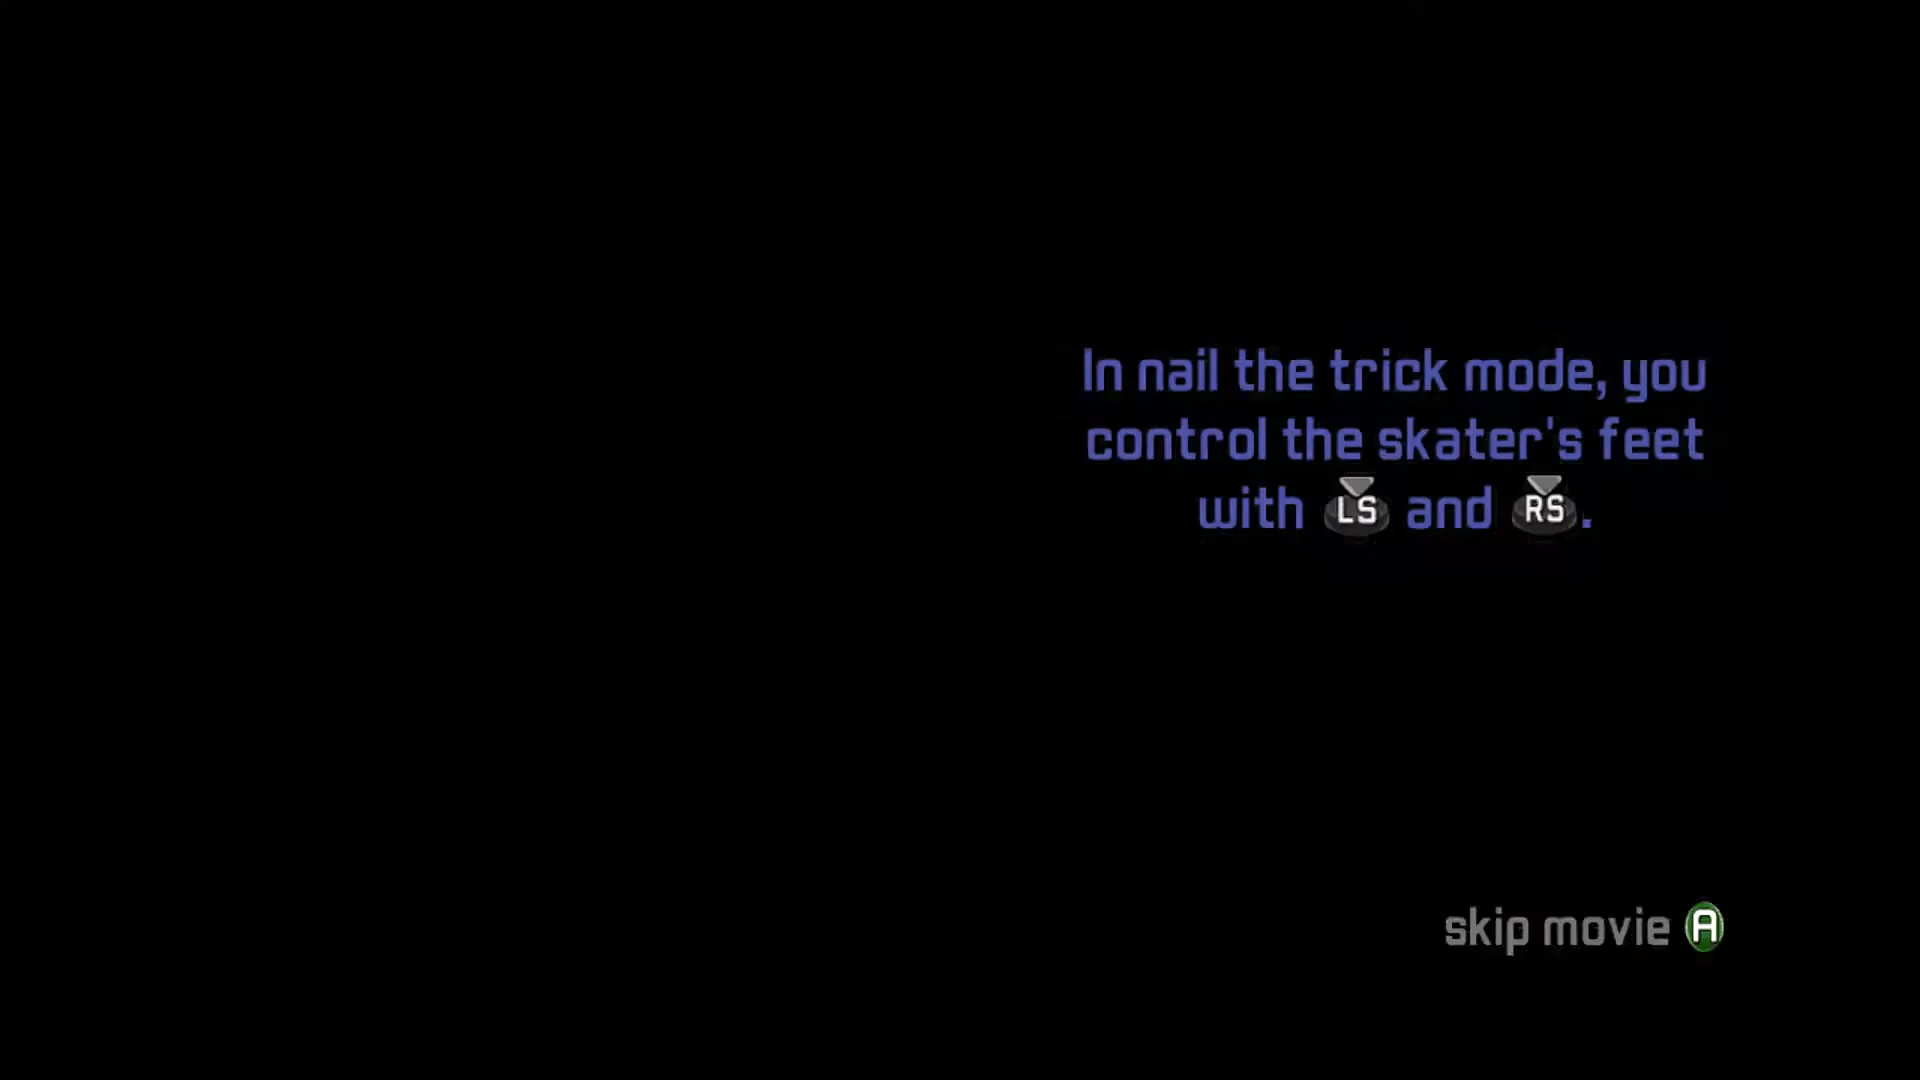 In nail the trick mode, you
control the skater's feet
with LS and RS.
skip movie A